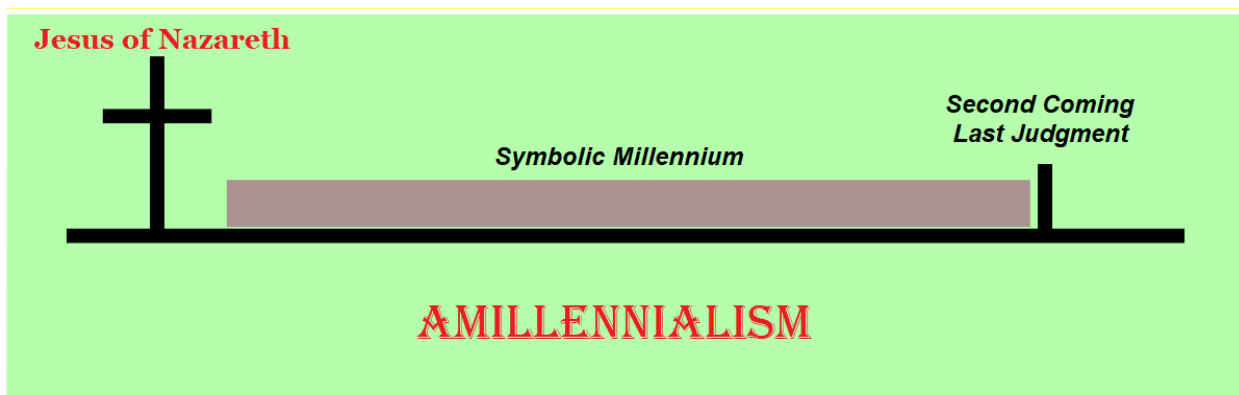 Jesus of Nazareth
Second Coming
Last Judgment
Symbolic Millennium
AMILLENNIALISM